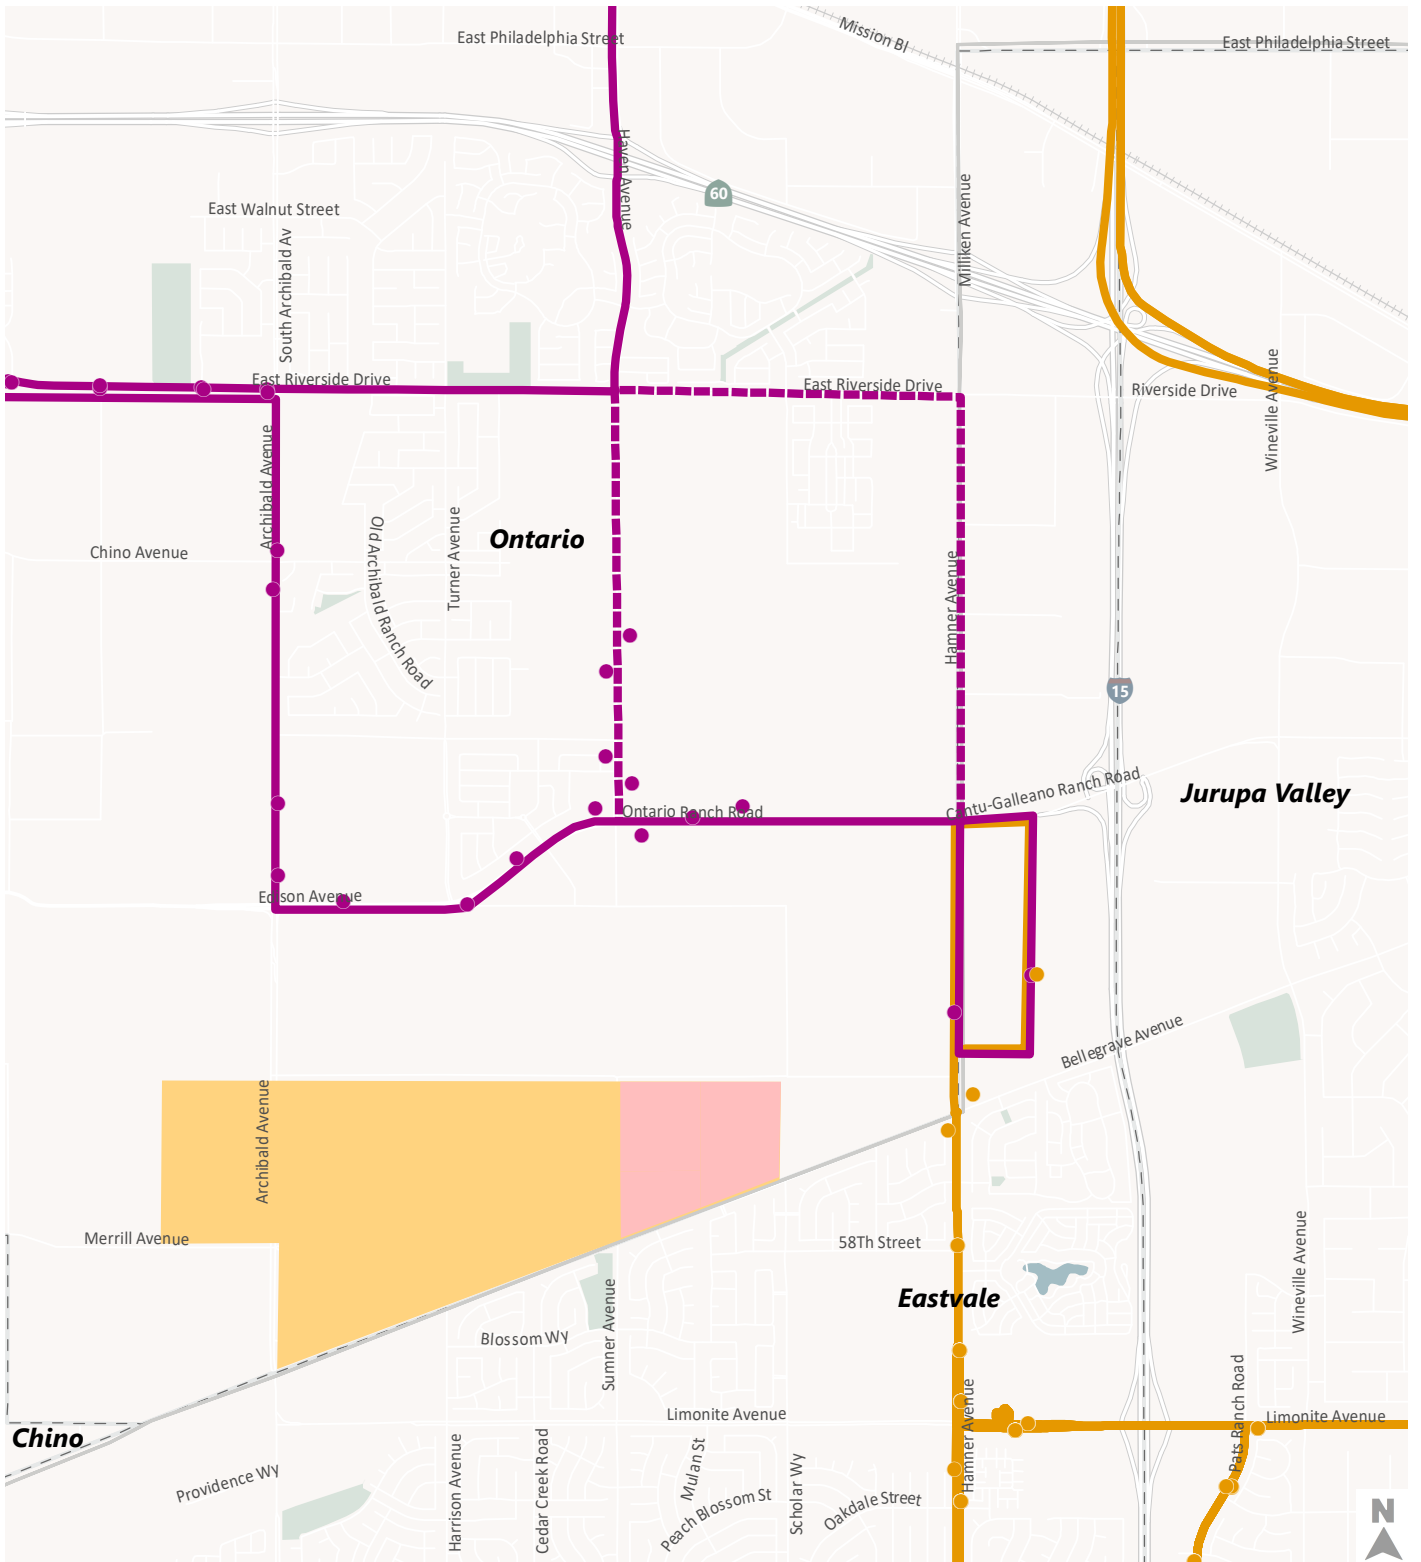 East Philadelphia Street
Mission Bl
East Philadelphia Street
Haven Avenue
60
East Walnut Street
South Archibald Av
Milliken Avenue
East Riverside Drive
East Riverside Drive
Riverside Drive
Wineville Avenue
Archibald Avenue
Chino Avenue
Old Archibald Ranch Road
Turner Avenue
Ontario
Hamner Avenue
15
Cantu-Galleano Ranch Road
Jurupa Valley
Ontario Ranch Road
Edison Avenue
Bellegrave Avenue
Archibald Avenue
Merrill Avenue
58Th Street
Wineville Avenue
Eastvale
Sumner Avenue
Blossom Wy
Limonite Avenue
Hamner Avenue
Pats Ranch Road
Limonite Avenue
Chino
Providence Wy
Harrison Avenue
Cedar Creek Road
Mulan St
Peach Blossom St
Scholar Wy
Oakdale Street
N